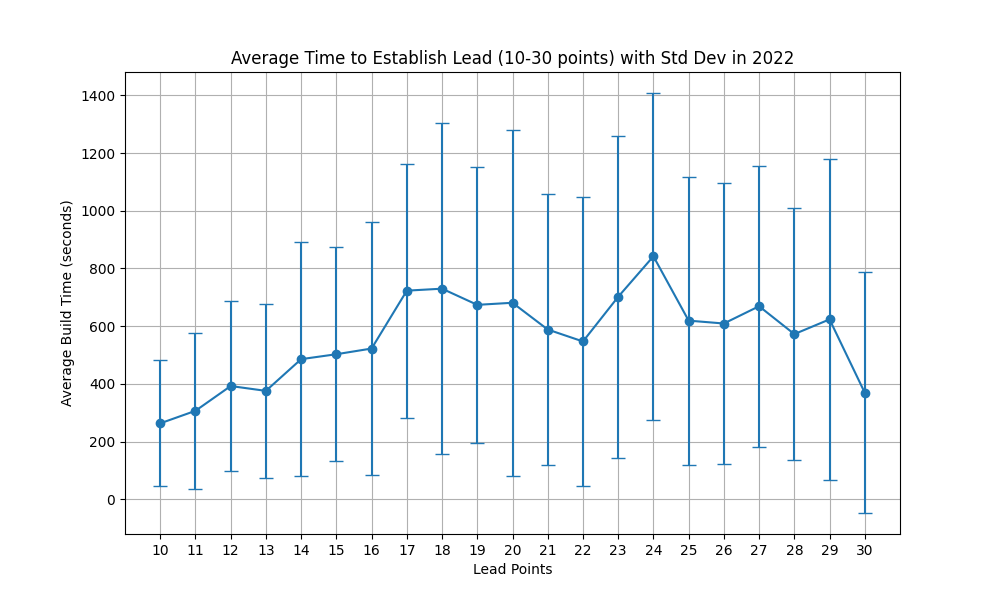 Average Time to Establish Lead (10-30 points) with Std Dev in 2022
Average Build Time (seconds)
1400
1200
1000
800
600
400
200
0
10 11 12 13 14 15 16 17 18 19 20 21 22 23 24 25 26 27 28 29 30
Lead Points